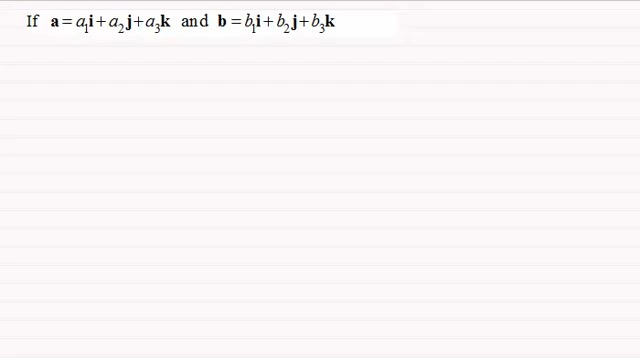 If a = a₁i + a₂j + a₃k and b = b₁i + b₂j + b₃k